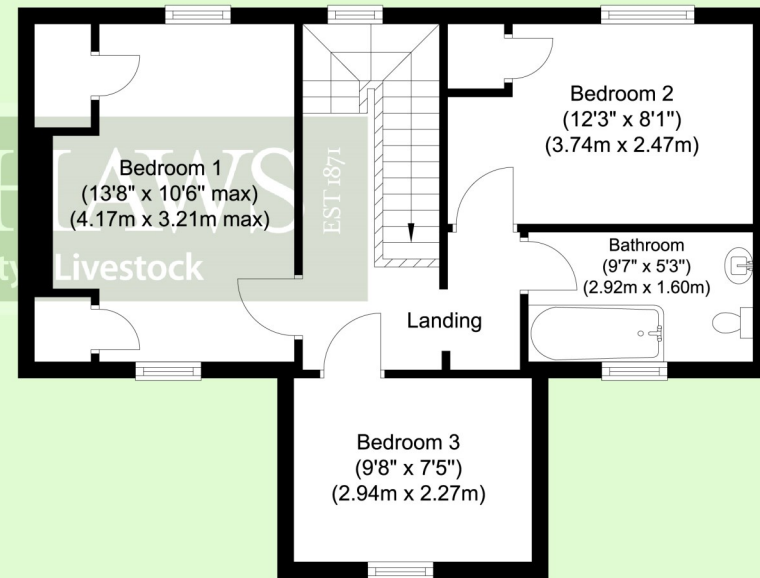 Bedroom 1
(13'8" x 10'6" max)
(4.17m x 3.21m max)
Bedroom 2
(12'3" x 8'1")
(3.74m x 2.47m)
Bathroom
(9'7" x 5'3")
(2.92m x 1.60m)
Landing
Bedroom 3
(9'8" x 7'5")
(2.94m x 2.27m)
HAWS
EST 1871
Livestock